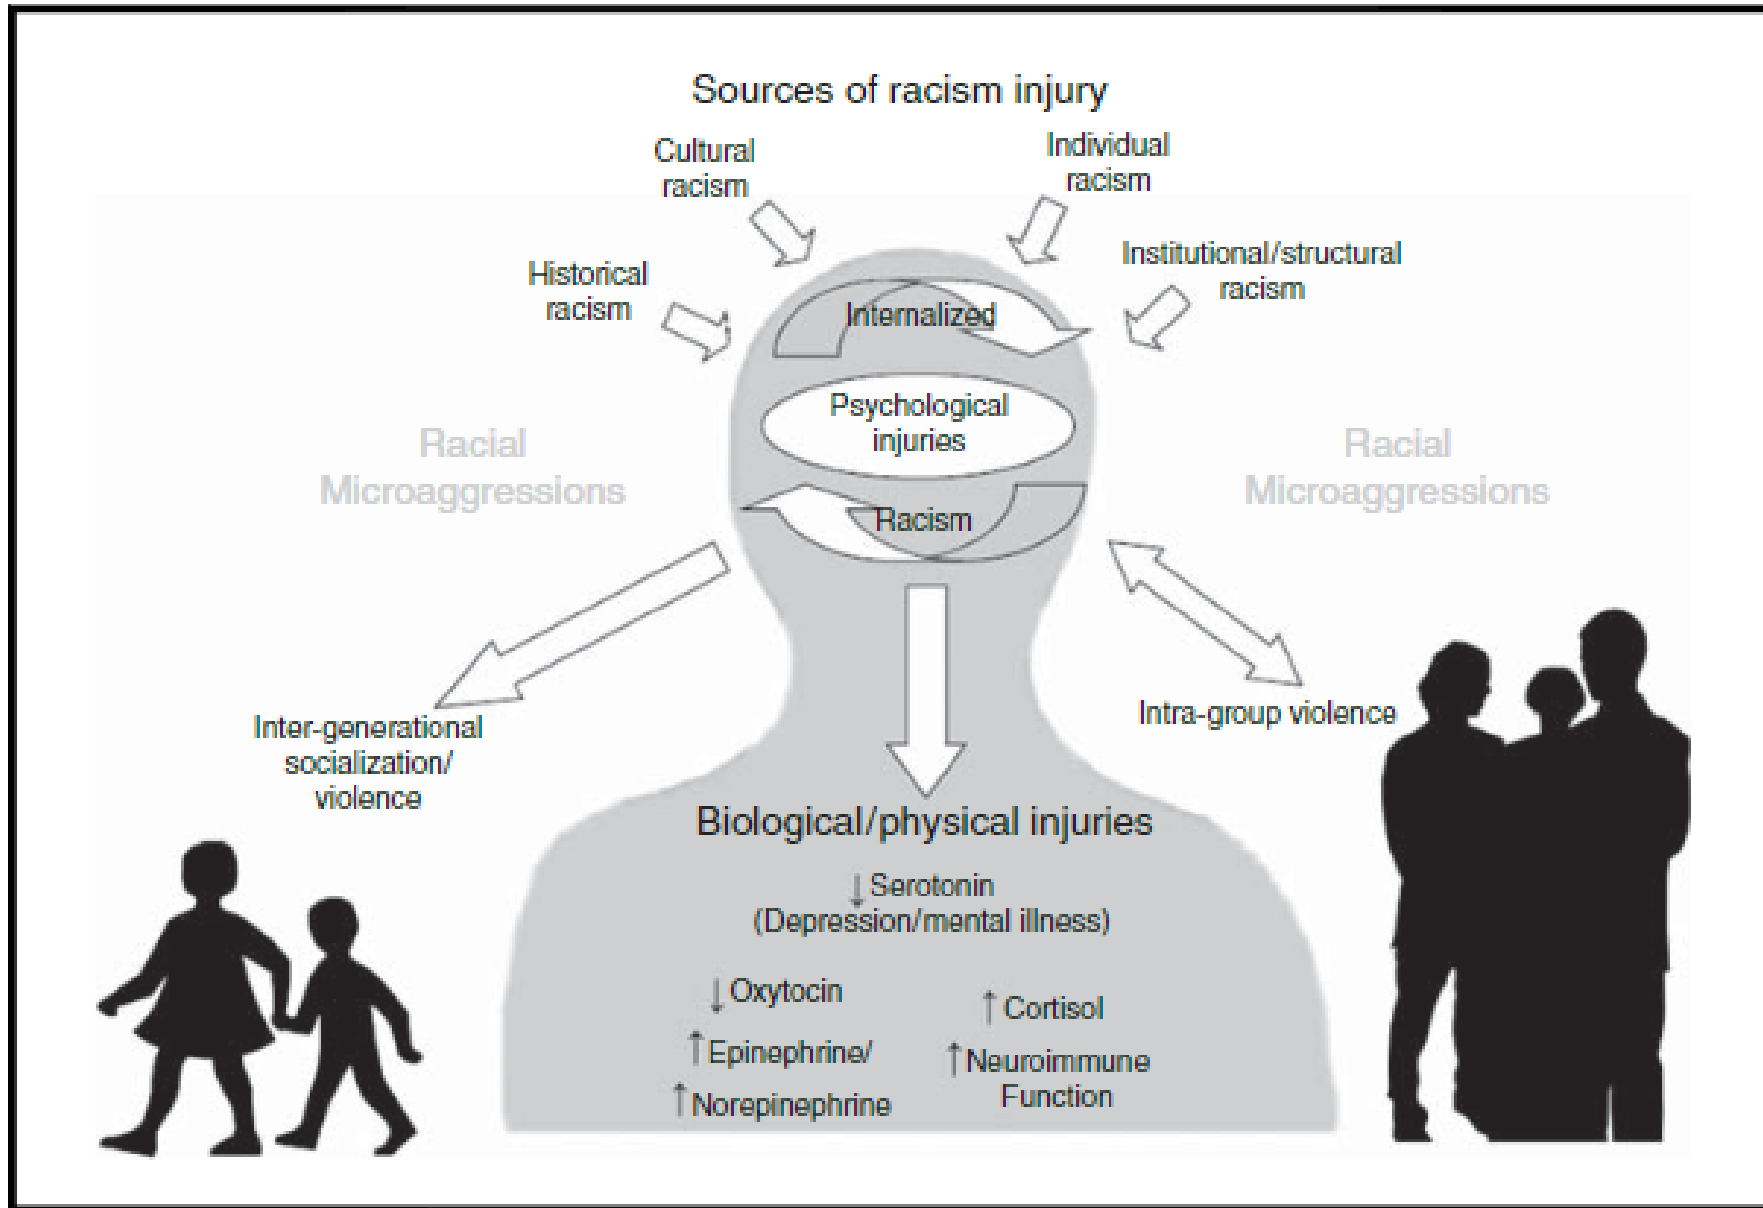 Sources of racism injury
Cultural
racism
Individual
racism
Historical
racism
Institutional/structural
racism
Internalized
Psychological
injuries
Racism
Racial
Microaggressions
Racial
Microaggressions
Inter-generational
socialization/
violence
Intra-group violence
Biological/physical injuries
↓ Serotonin
(Depression/mental illness)
↓ Oxytocin
↑ Epinephrine/
↑ Norepinephrine
↑ Cortisol
↑ Neuroimmune
Function